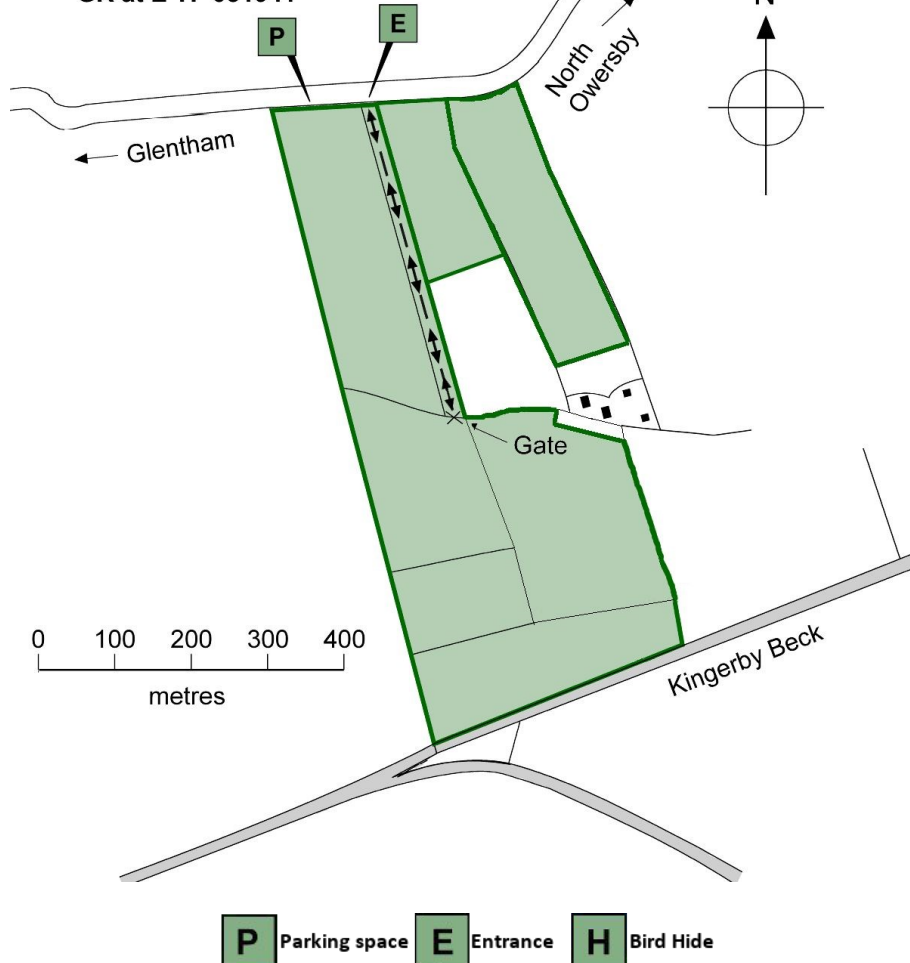 P
E
N
North
Owersby
Glentham
Gate
0 100 200 300 400
metres
Kingerby Beck
P Parking space E Entrance H Bird Hide